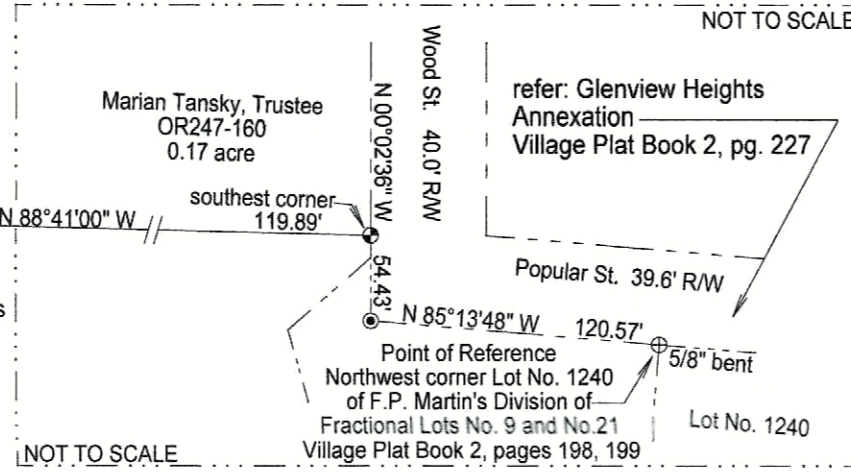 NOT TO SCALE
Wood St. 40.0' R/W
N 00°02'36" W
refer: Glenview Heights
Annexation
Village Plat Book 2, pg. 227
Marian Tansky, Trustee
OR247-160
0.17 acre
southest corner
N 88°41'00" W
119.89'
54.43'
Popular St. 39.6' R/W
s
N 85°13'48" W
120.57'
5/8" bent
Point of Reference
Northwest corner Lot No. 1240
of F.P. Martin's Division of
Fractional Lots No. 9 and No.21
Village Plat Book 2, pages 198, 199
Lot No. 1240
NOT TO SCALE